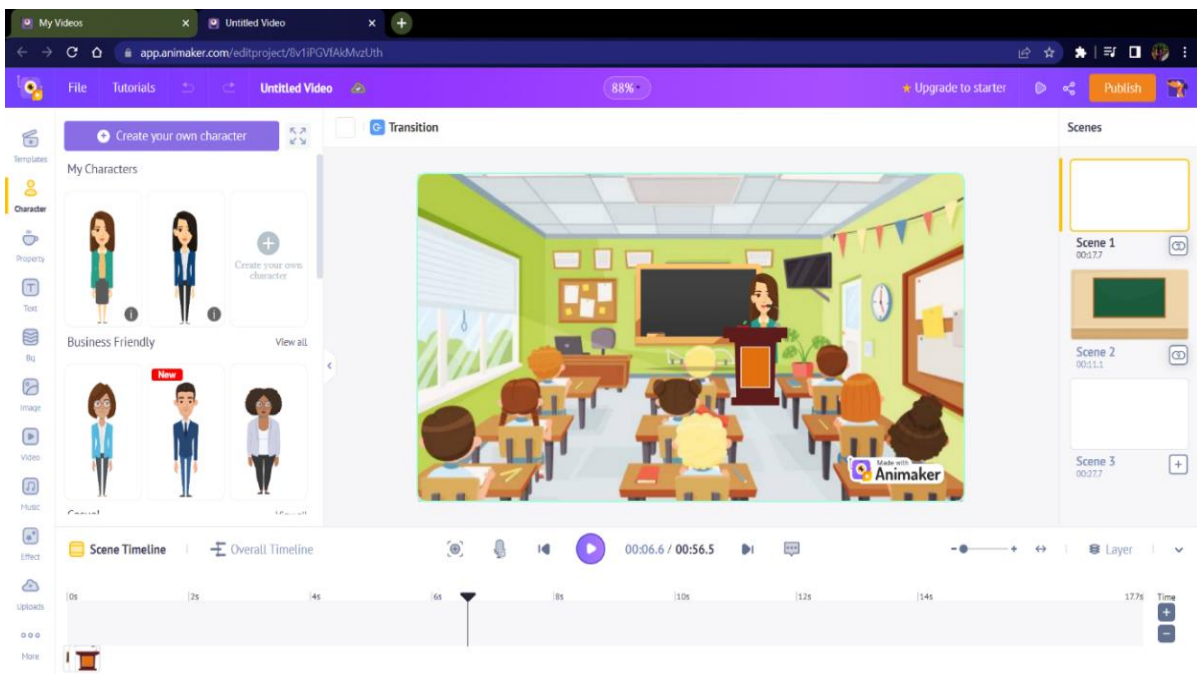 My Videos
Untitled Video
app.animaker.com/editproject/8v1iPGVfAkMvzUth
File Tutorials Untitled Video 88% Upgrade to starter Publish
Templates
Character
Property
Text
Bg
Image
Video
Music
Effect
Uploads
More
Create your own character
My Characters
Create your own
character
Business Friendly View all
New
Casual View all
Transition
Made with
Animaker
Scenes
Scene 1
00:17.7
Scene 2
00:11.1
Scene 3
00:27.7
Scene Timeline Overall Timeline 00:06.6 / 00:56.5 Layer
0s 2s 4s 6s 8s 10s 12s 14s 17.7s Time